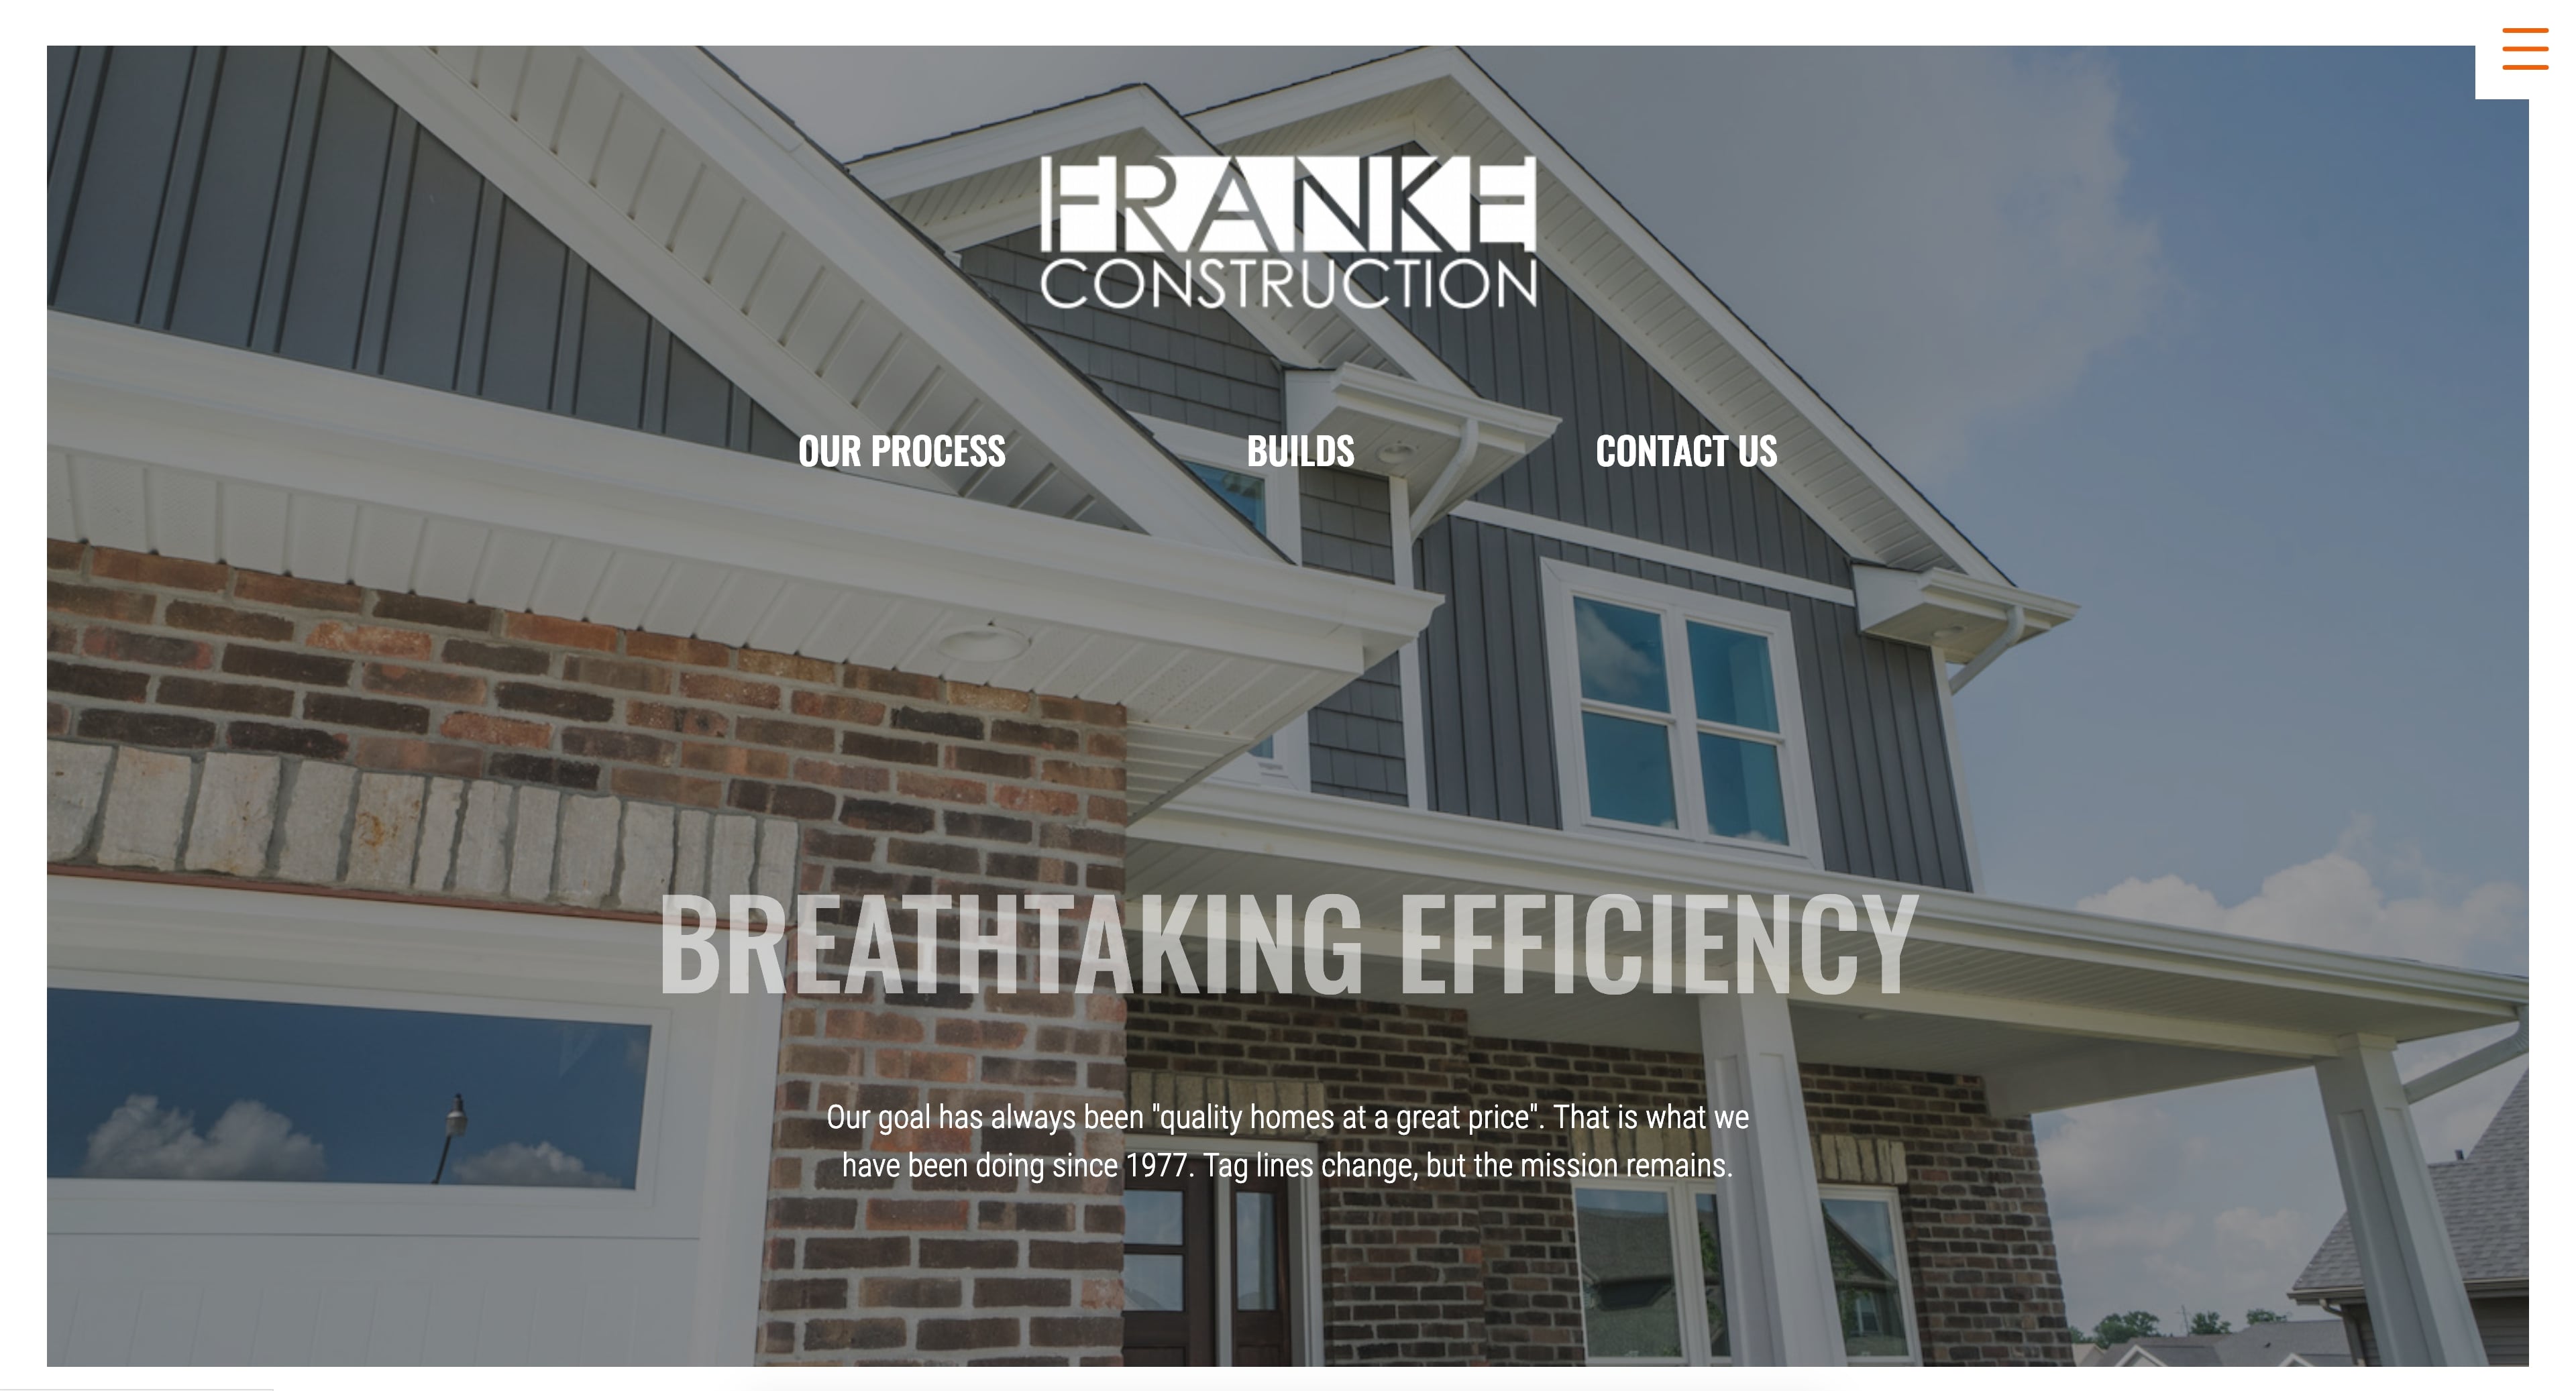 FRANKE
CONSTRUCTION
OUR PROCESS BUILDS CONTACT US
BREATHTAKING EFFICIENCY
Our goal has always been "quality homes at a great price". That is what we
have been doing since 1977. Tag lines change, but the mission remains.